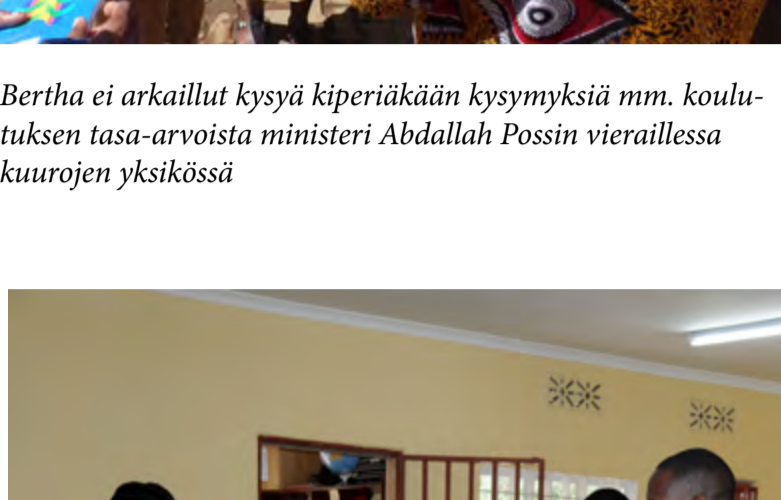 Bertha ei arkaillut kysyä kiperiäkään kysymyksiä mm. koulu-
tuksen tasa-arvoista ministeri Abdallah Possin vieraillessa
kuurojen yksikössä